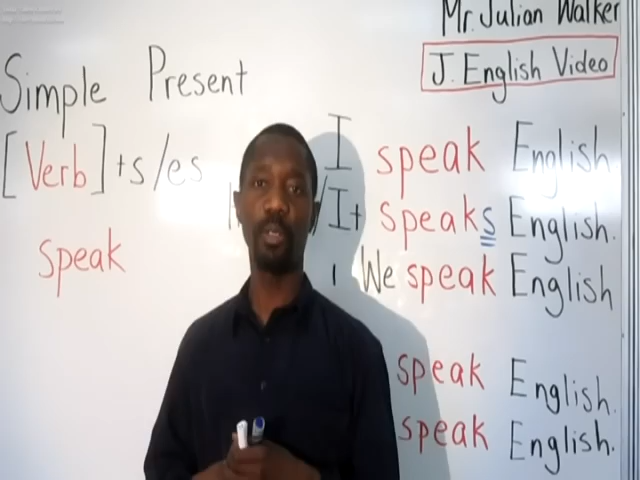 Mr. Julian Walker
J. English Video
Simple Present
[Verb] +s/es
speak
I speak English
/It speaks English.
We speak English
speak English.
speak English.